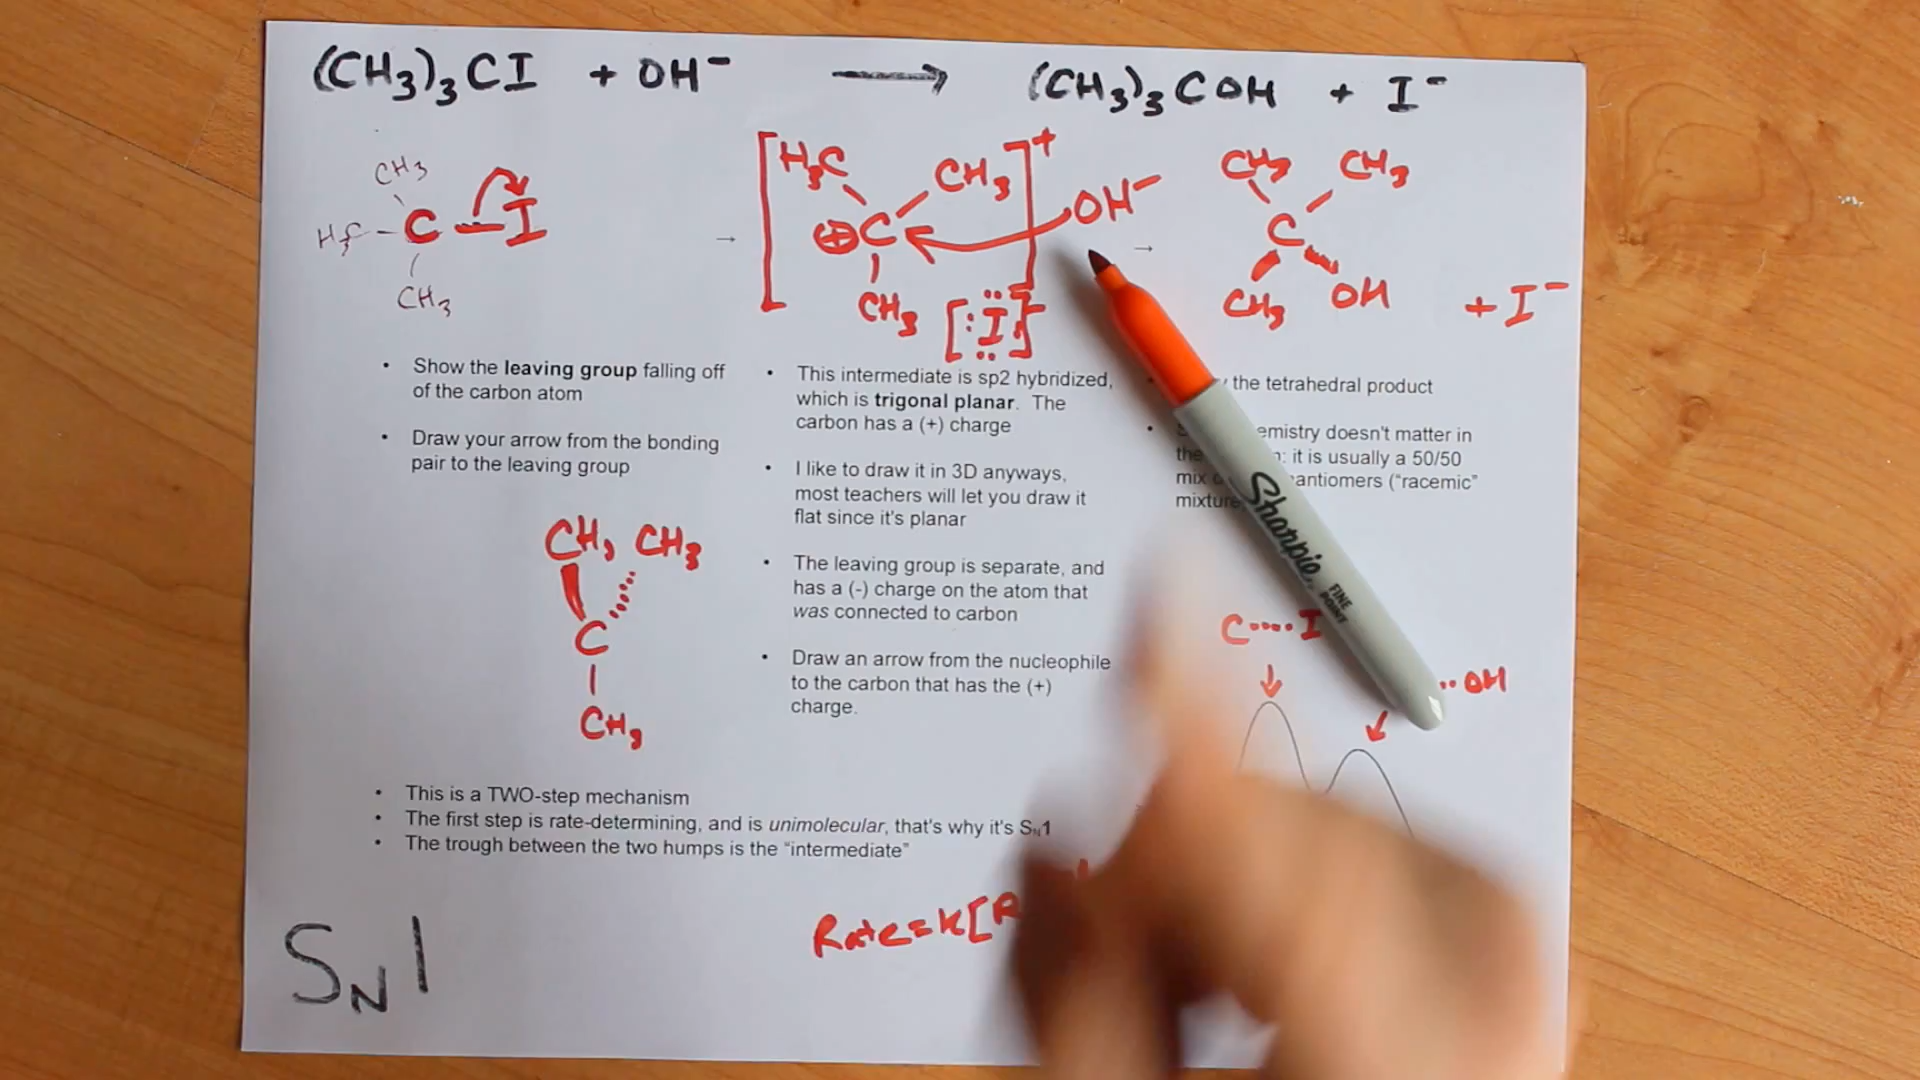 (CH3)3CI + OH- → (CH3)3COH + I-
CH3
H3C - C - I
CH3
→
[H3C CH3]+
⊕C
CH3
OH-
[:I:]-
→
CH3 CH3
C
CH3 OH + I-
• Show the leaving group falling off
of the carbon atom
• Draw your arrow from the bonding
pair to the leaving group
CH3 CH3
C
CH3
• This intermediate is sp2 hybridized,
which is trigonal planar. The
carbon has a (+) charge
• I like to draw it in 3D anyways,
most teachers will let you draw it
flat since it's planar
• The leaving group is separate, and
has a (-) charge on the atom that
was connected to carbon
• Draw an arrow from the nucleophile
to the carbon that has the (+)
charge.
the tetrahedral product
doesn't matter in
the it is usually a 50/50
mix ("racemic"
Sharpie
FINE
POINT
C····I
··OH
• This is a TWO-step mechanism
• The first step is rate-determining, and is unimolecular, that's why it's SN1
• The trough between the two humps is the "intermediate"
Rate=k[R
SN1